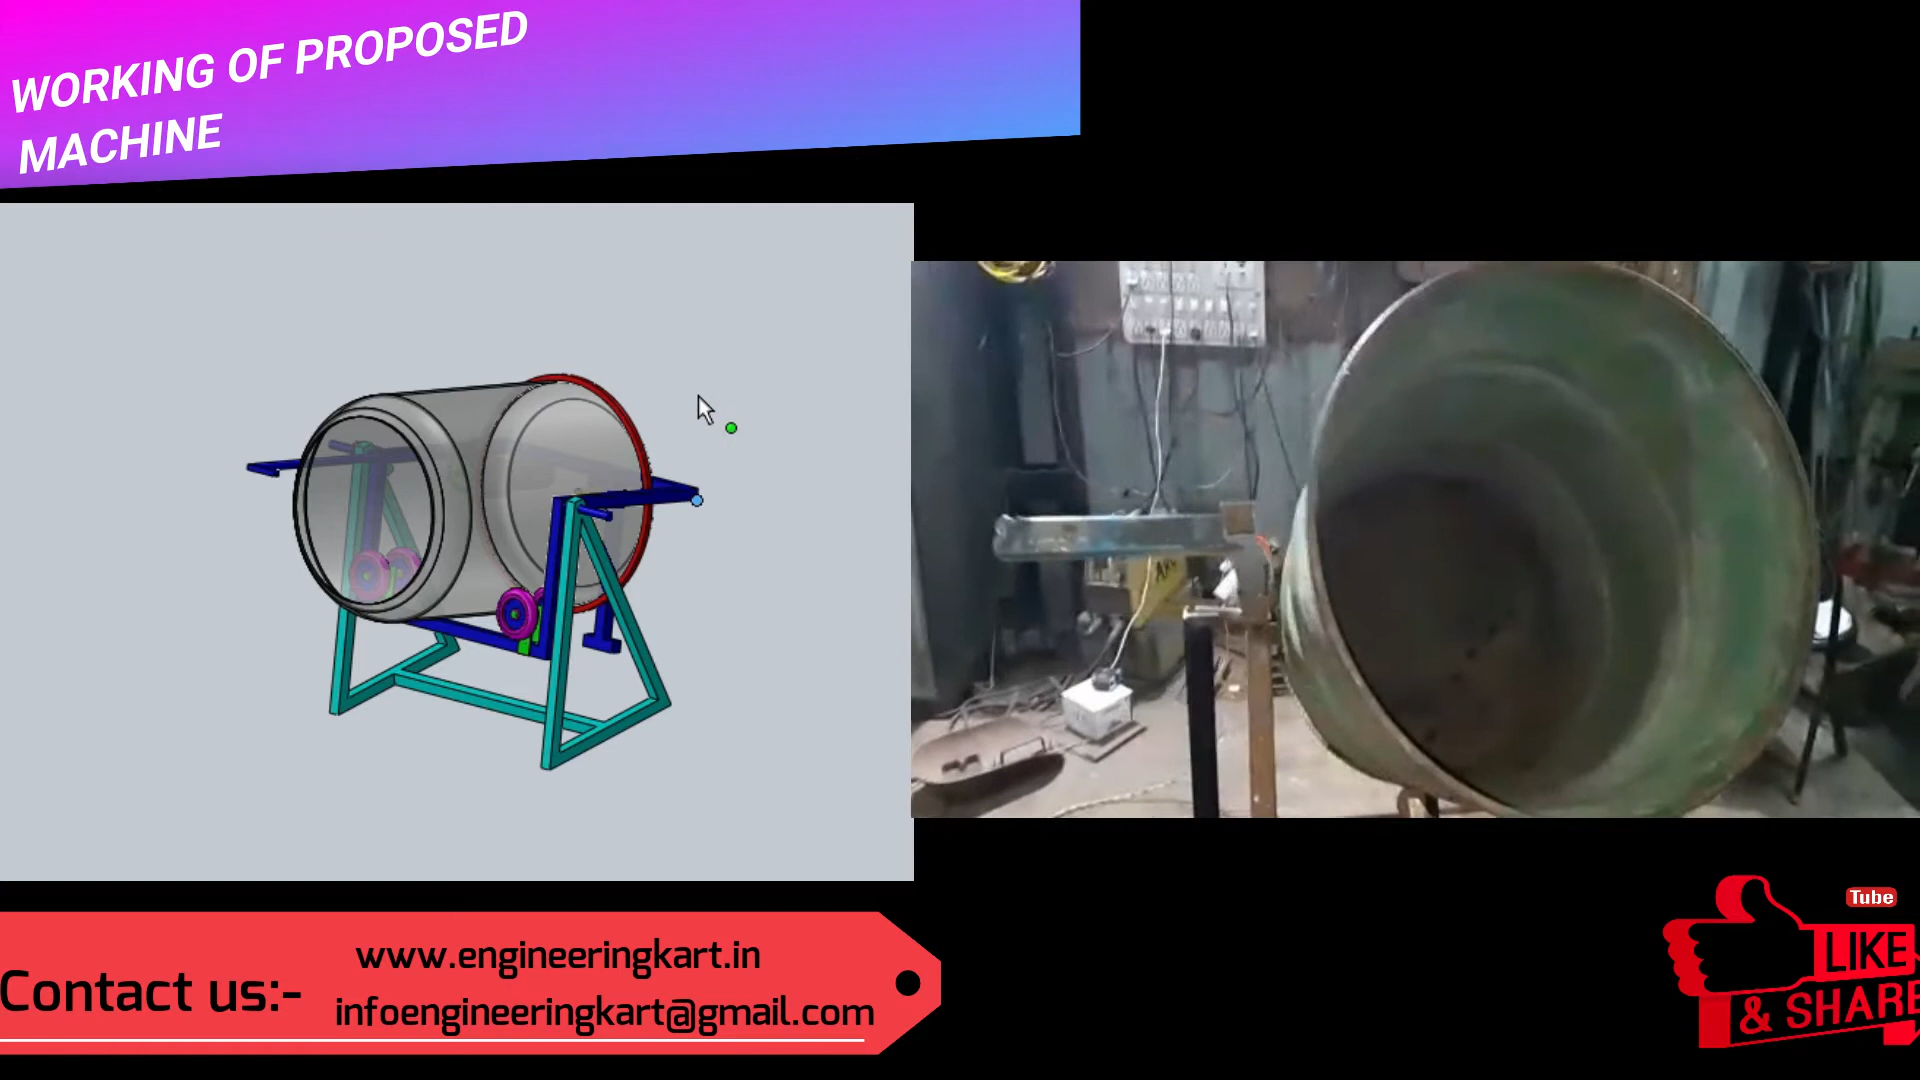 WORKING OF PROPOSED
MACHINE
Contact us:-
www.engineeringkart.in
infoengineeringkart@gmail.com
Tube
LIKE
& SHARE